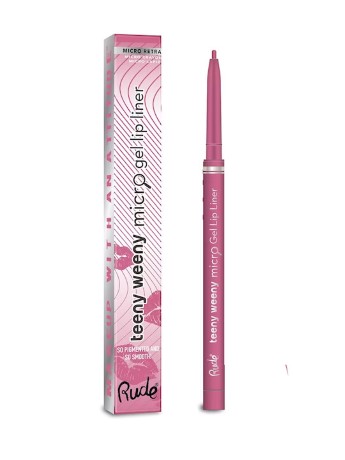 MICRO RETRA
MAKEUP WITH AN ATTITUDE
teeny weeny micro gel lip liner
SO PIGMENTED AND
SO SMOOTH
Rude
teeny weeny micro Gel Lip Liner
Rude